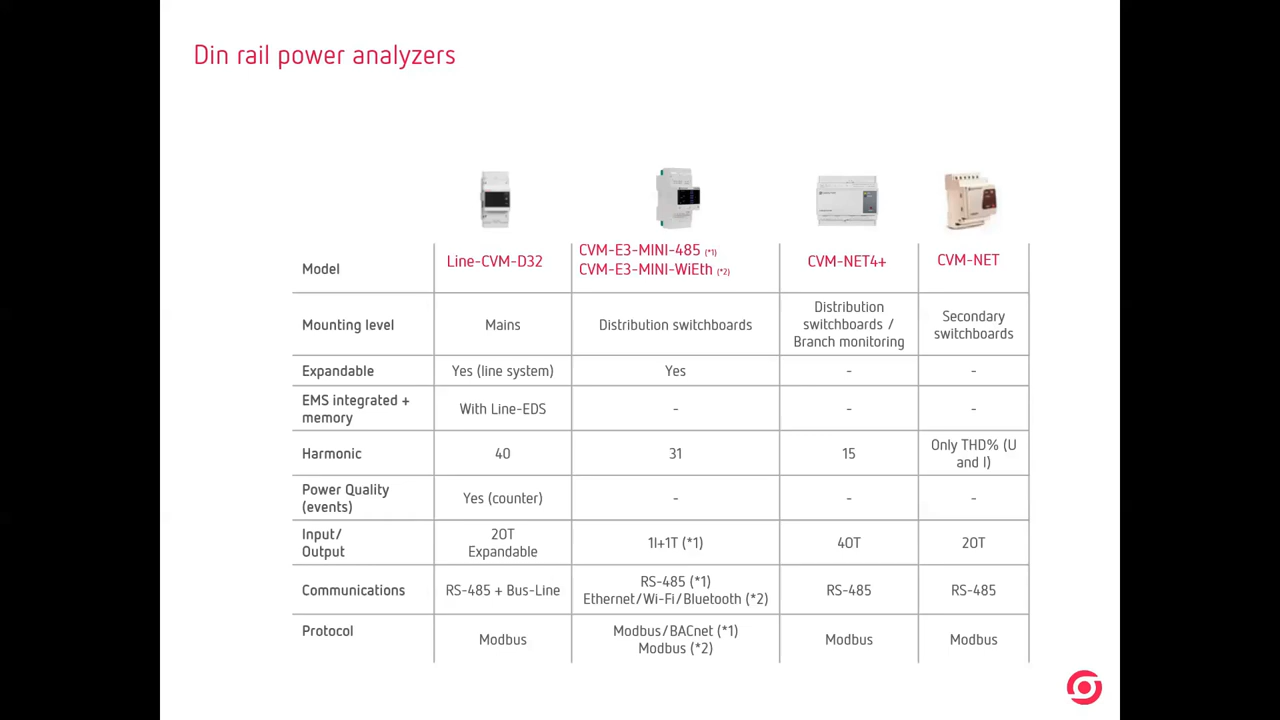 Din rail power analyzers
Model
Line-CVM-D32
CVM-E3-MINI-485 (*1)
CVM-E3-MINI-WiEth (*2)
CVM-NET4+
CVM-NET
Mounting level
Mains
Distribution switchboards
Distribution
switchboards /
Branch monitoring
Secondary
switchboards
Expandable
Yes (line system)
Yes
-
-
EMS integrated +
memory
With Line-EDS
-
-
-
Harmonic
40
31
15
Only THD% (U
and I)
Power Quality
(events)
Yes (counter)
-
-
-
Input/
Output
2OT
Expandable
1I+1T (*1)
4OT
2OT
Communications
RS-485 + Bus-Line
RS-485 (*1)
Ethernet/Wi-Fi/Bluetooth (*2)
RS-485
RS-485
Protocol
Modbus
Modbus/BACnet (*1)
Modbus (*2)
Modbus
Modbus